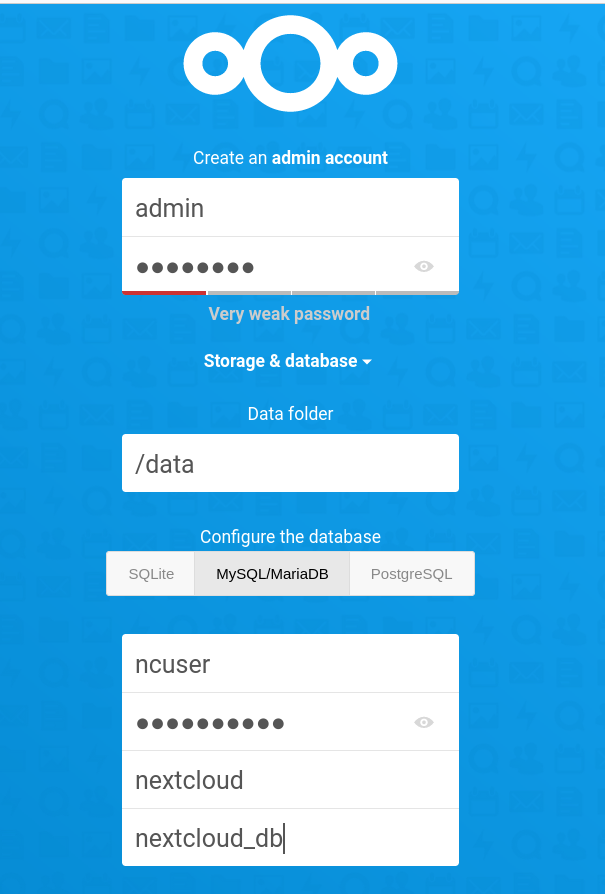 Create an admin account
admin
●●●●●●●●
Very weak password
Storage & database
Data folder
/data
Configure the database
SQLite MySQL/MariaDB PostgreSQL
ncuser
●●●●●●●●●●
nextcloud
nextcloud_db